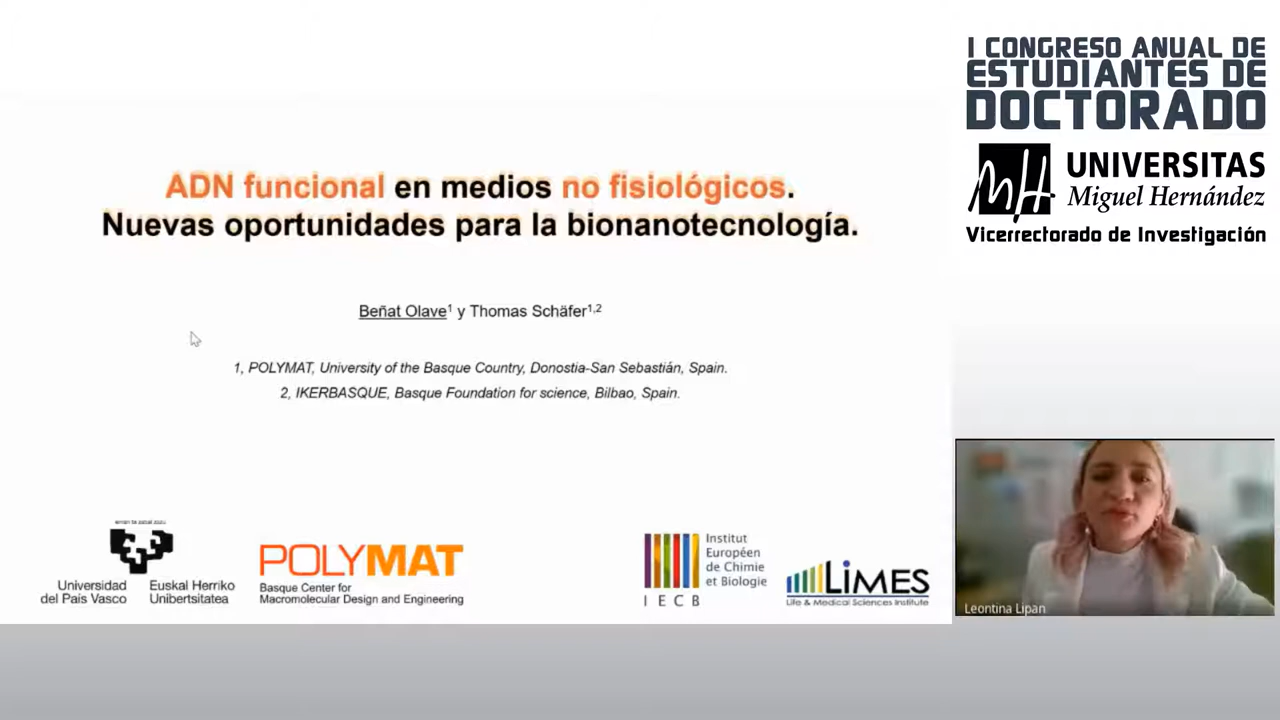 I CONGRESO ANUAL DE
ESTUDIANTES DE
DOCTORADO
UNIVERSITAS
Miguel Hernández
Vicerrectorado de Investigación
ADN funcional en medios no fisiológicos.
Nuevas oportunidades para la bionanotecnología.
Beñat Olave1 y Thomas Schäfer1,2
1, POLYMAT, University of the Basque Country, Donostia-San Sebastián, Spain.
2, IKERBASQUE, Basque Foundation for science, Bilbao, Spain.
Universidad
del País Vasco
Euskal Herriko
Unibertsitatea
POLYMAT
Basque Center for
Macromolecular Design and Engineering
Institut
Européen
de Chimie
et Biologie
IECB
LIMES
Life & Medical Sciences Institute
Leontina Lipan